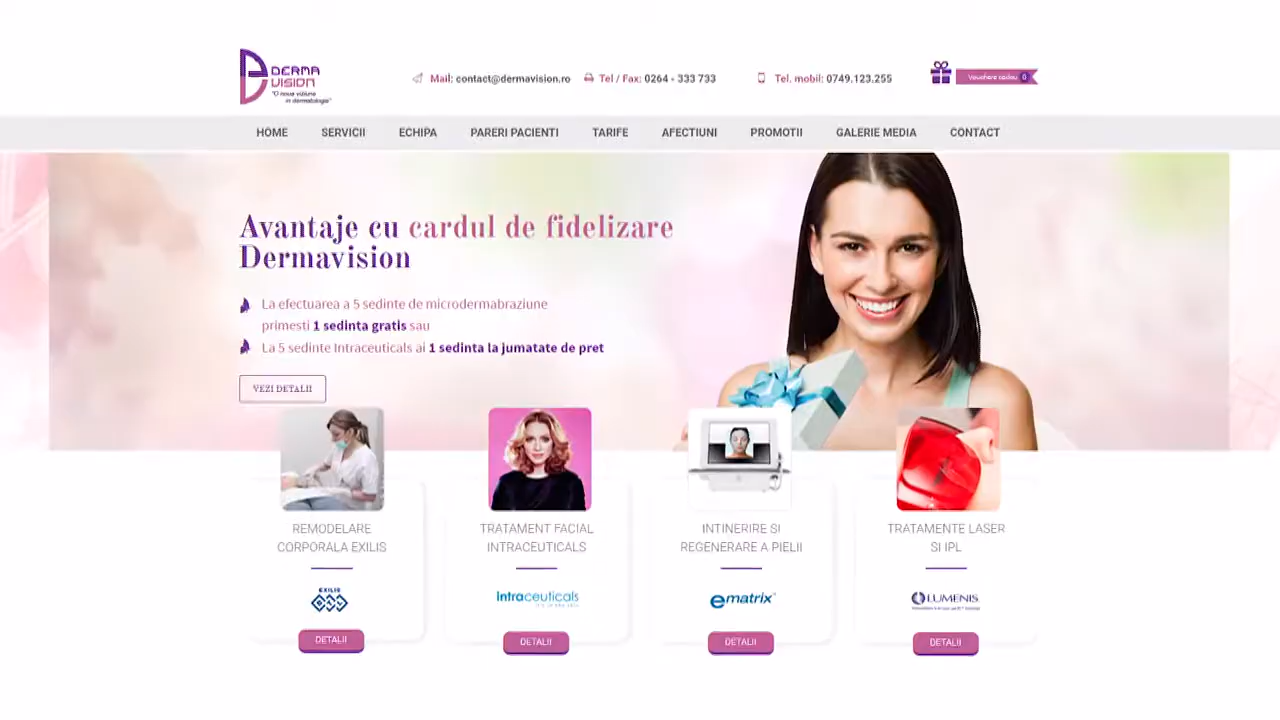 DERMA
VISION
"O noua viziune
in dermatologie"
Mail: contact@dermavision.ro
Tel / Fax: 0264 - 333 733
Tel. mobil: 0749.123.255
Vouchere cadou 0
HOME SERVICII ECHIPA PARERI PACIENTI TARIFE AFECTIUNI PROMOTII GALERIE MEDIA CONTACT
Avantaje cu cardul de fidelizare
Dermavision
La efectuarea a 5 sedinte de microdermabraziune
primesti 1 sedinta gratis sau
La 5 sedinte Intraceuticals ai 1 sedinta la jumatate de pret
VEZI DETALII
REMODELARE
CORPORALA EXILIS
EXILIS
DETALII
TRATAMENT FACIAL
INTRACEUTICALS
intraceuticals
DETALII
INTINERIRE SI
REGENERARE A PIELII
ematrix
DETALII
TRATAMENTE LASER
SI IPL
LUMENIS
DETALII